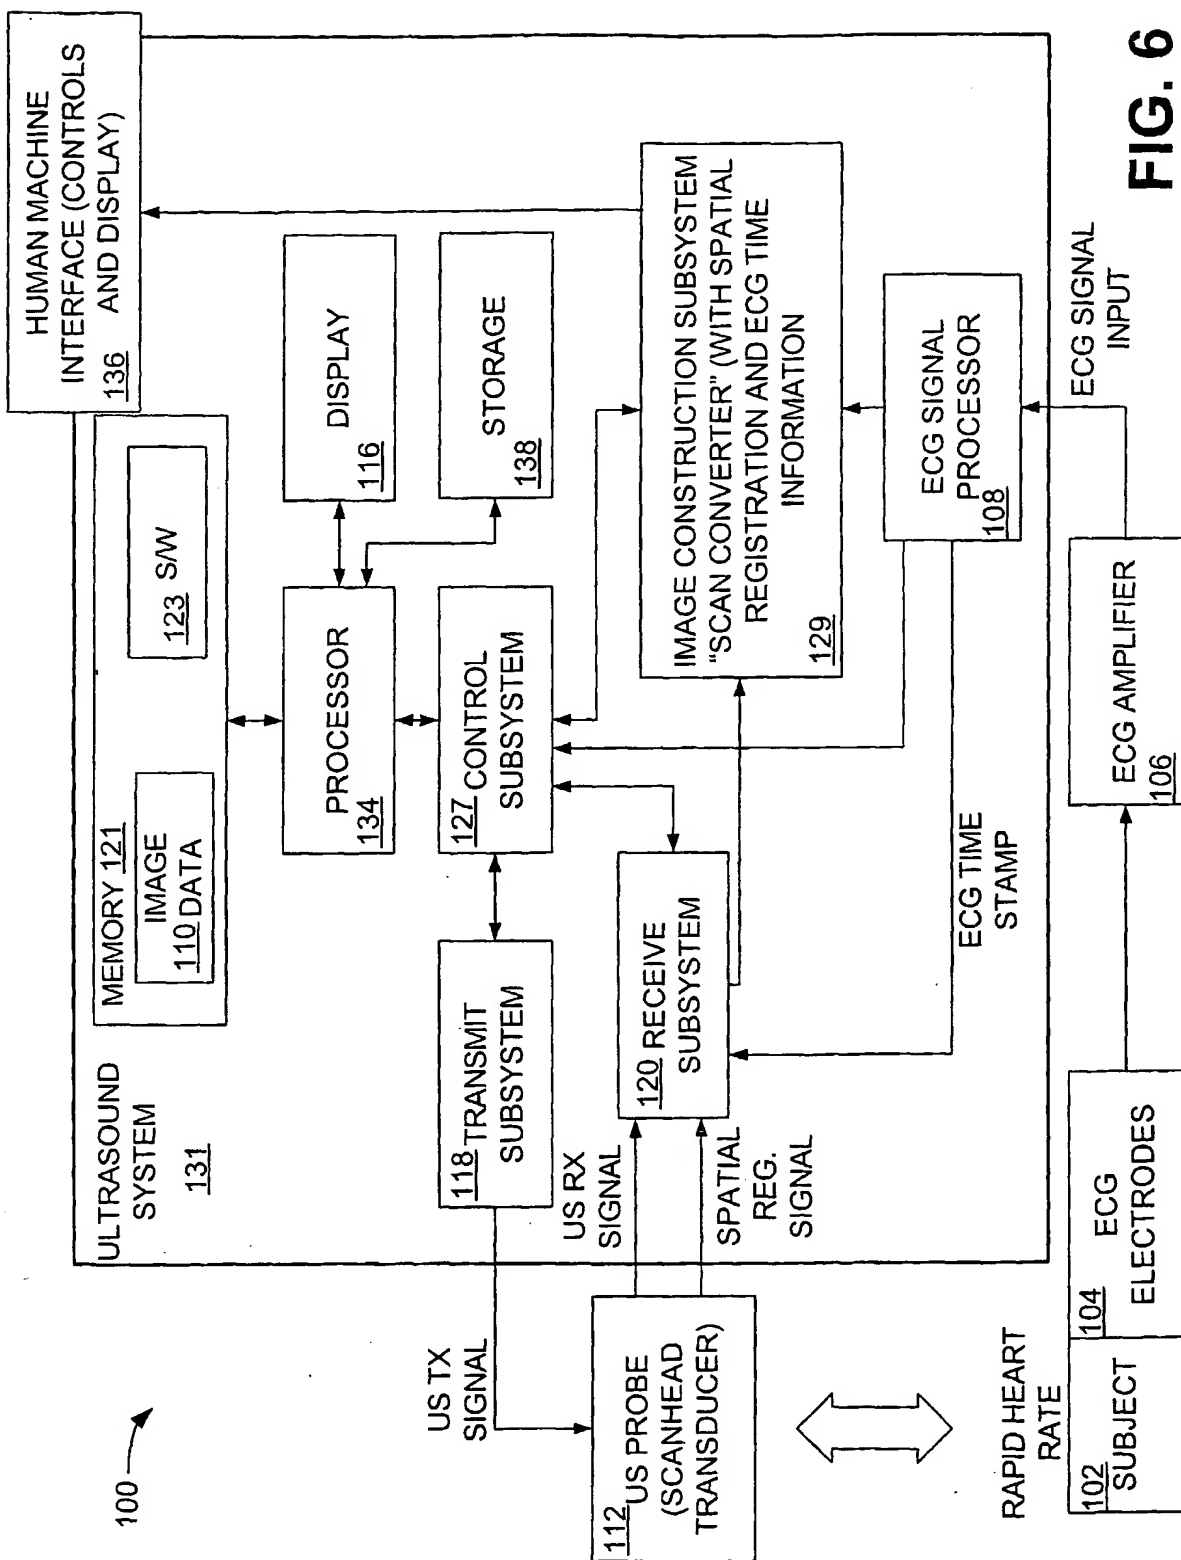 100
ULTRASOUND
SYSTEM
131
MEMORY 121
IMAGE
110 DATA
123 S/W
HUMAN MACHINE
INTERFACE (CONTROLS
AND DISPLAY)
136
PROCESSOR
134
DISPLAY
116
118 TRANSMIT
SUBSYSTEM
127 CONTROL
SUBSYSTEM
STORAGE
138
US TX
SIGNAL
US RX
SIGNAL
120 RECEIVE
SUBSYSTEM
SPATIAL
REG.
SIGNAL
112 US PROBE
(SCANHEAD
TRANSDUCER)
IMAGE CONSTRUCTION SUBSYSTEM
"SCAN CONVERTER" (WITH SPATIAL
REGISTRATION AND ECG TIME
INFORMATION
129
ECG TIME
STAMP
ECG SIGNAL
PROCESSOR
108
RAPID HEART
RATE
102
SUBJECT
104
ECG
ELECTRODES
ECG AMPLIFIER
106
ECG SIGNAL
INPUT
FIG. 6